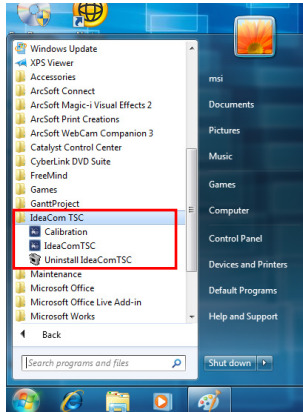 Windows Update
XPS Viewer
Accessories
ArcSoft Connect
ArcSoft Magic-i Visual Effects 2
ArcSoft Print Creations
ArcSoft WebCam Companion 3
Catalyst Control Center
CyberLink DVD Suite
FreeMind
Games
GanttProject
IdeaCom TSC
Calibration
IdeaComTSC
Uninstall IdeaComTSC
Maintenance
Microsoft Office
Microsoft Office Live Add-in
Microsoft Works
Back
Search programs and files
msi
Documents
Pictures
Music
Games
Computer
Control Panel
Devices and Printers
Default Programs
Help and Support
Shut down